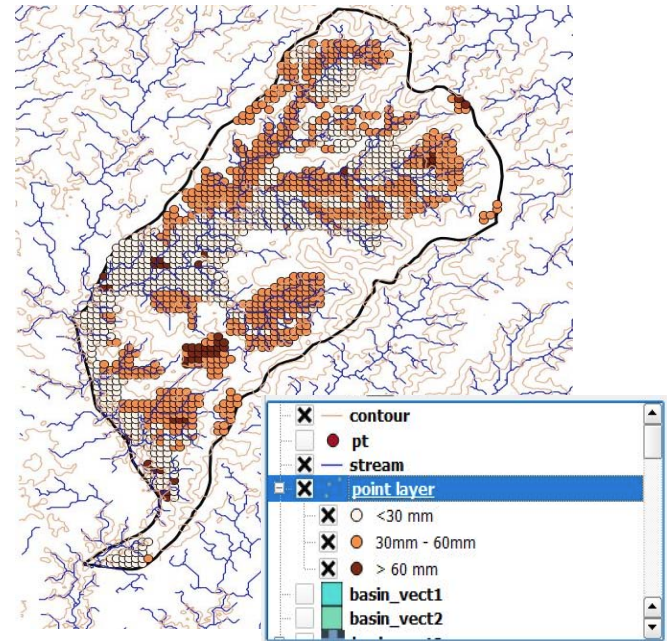 contour
pt
stream
point layer
<30 mm
30mm - 60mm
> 60 mm
basin_vect1
basin_vect2